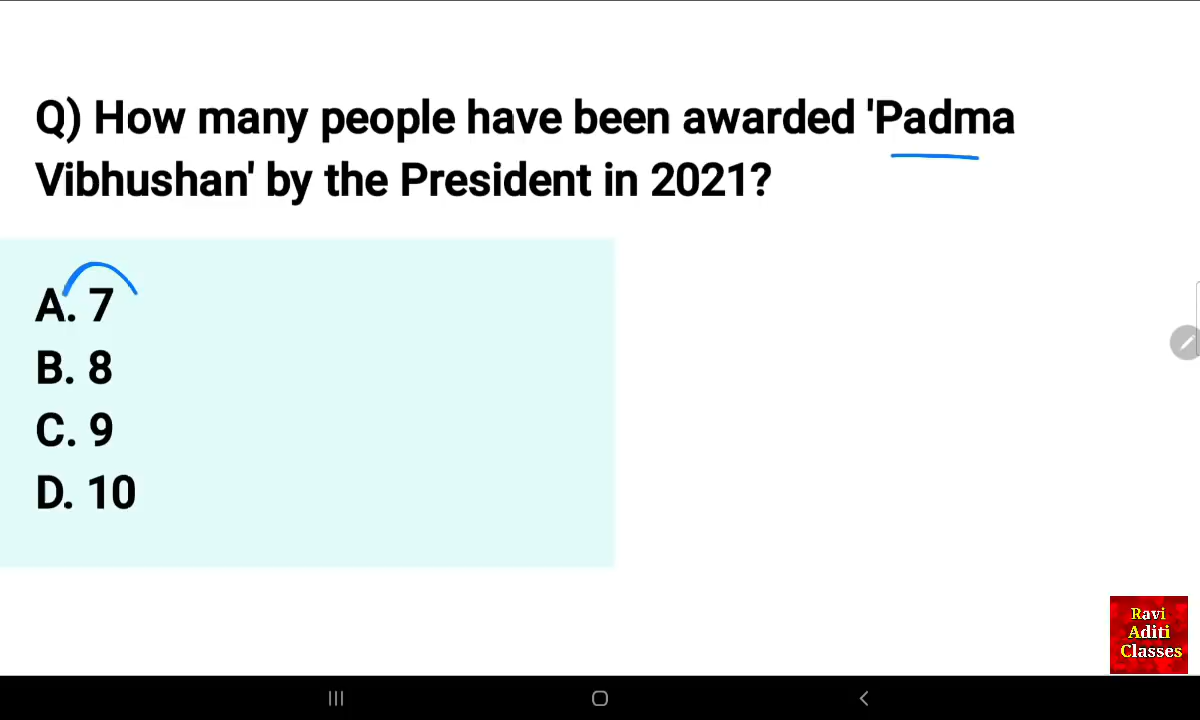 Q) How many people have been awarded 'Padma
Vibhushan' by the President in 2021?
A. 7
B. 8
C. 9
D. 10
Ravi
Aditi
Classes